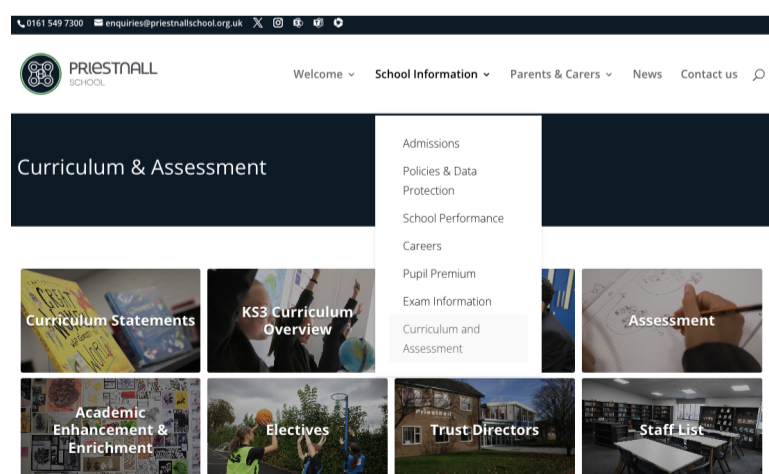 0161 549 7300 enquiries@priestnallschool.org.uk
PRIESTNALL
SCHOOL
Welcome School Information Parents & Carers News Contact us
Admissions
Policies & Data
Protection
School Performance
Careers
Pupil Premium
Exam Information
Curriculum and
Assessment
Curriculum & Assessment
Curriculum Statements
KS3 Curriculum
Overview
Assessment
Academic
Enhancement &
Enrichment
Electives
Priestnall
Trust Directors
Staff List